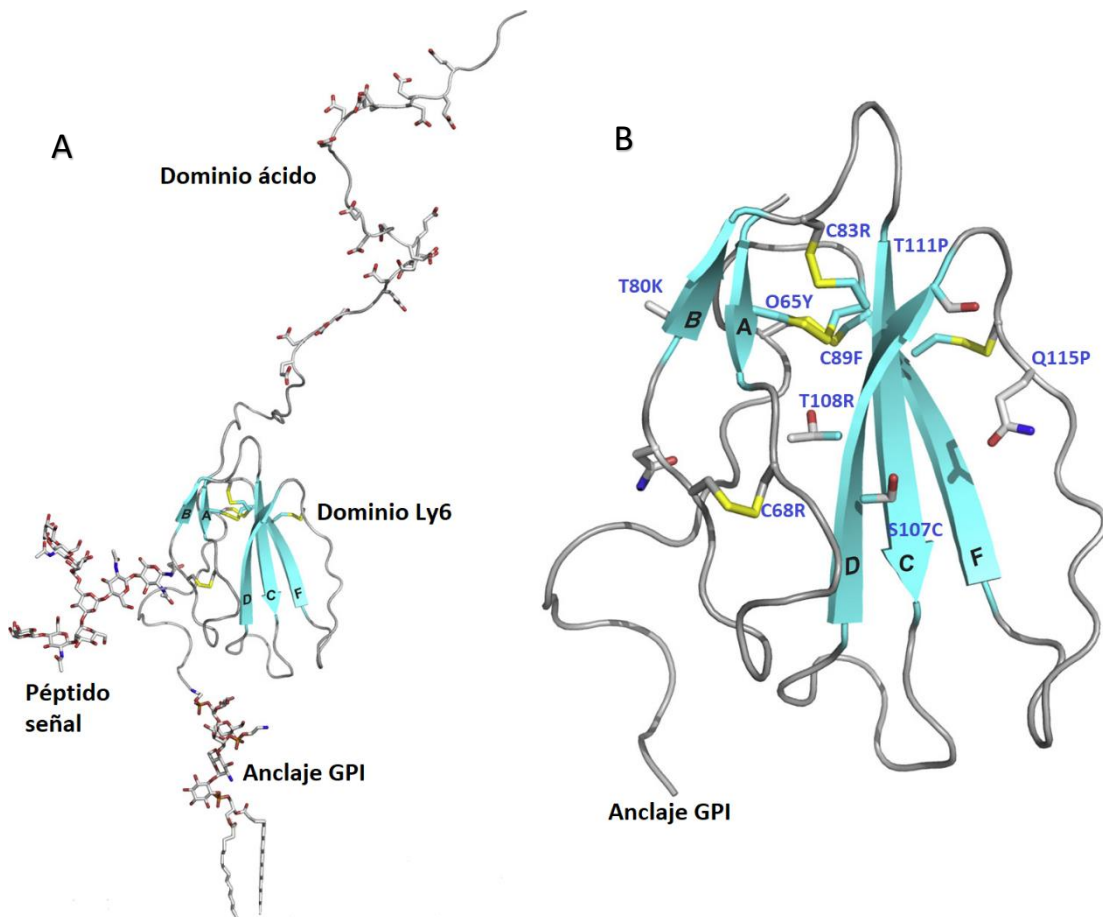 A
Dominio ácido
B
A
Dominio Ly6
D
C
F
Péptido
señal
Anclaje GPI
B
C83R
T111P
T80K
O65Y
B
A
C89F
Q115P
T108R
C68R
S107C
D
C
F
Anclaje GPI